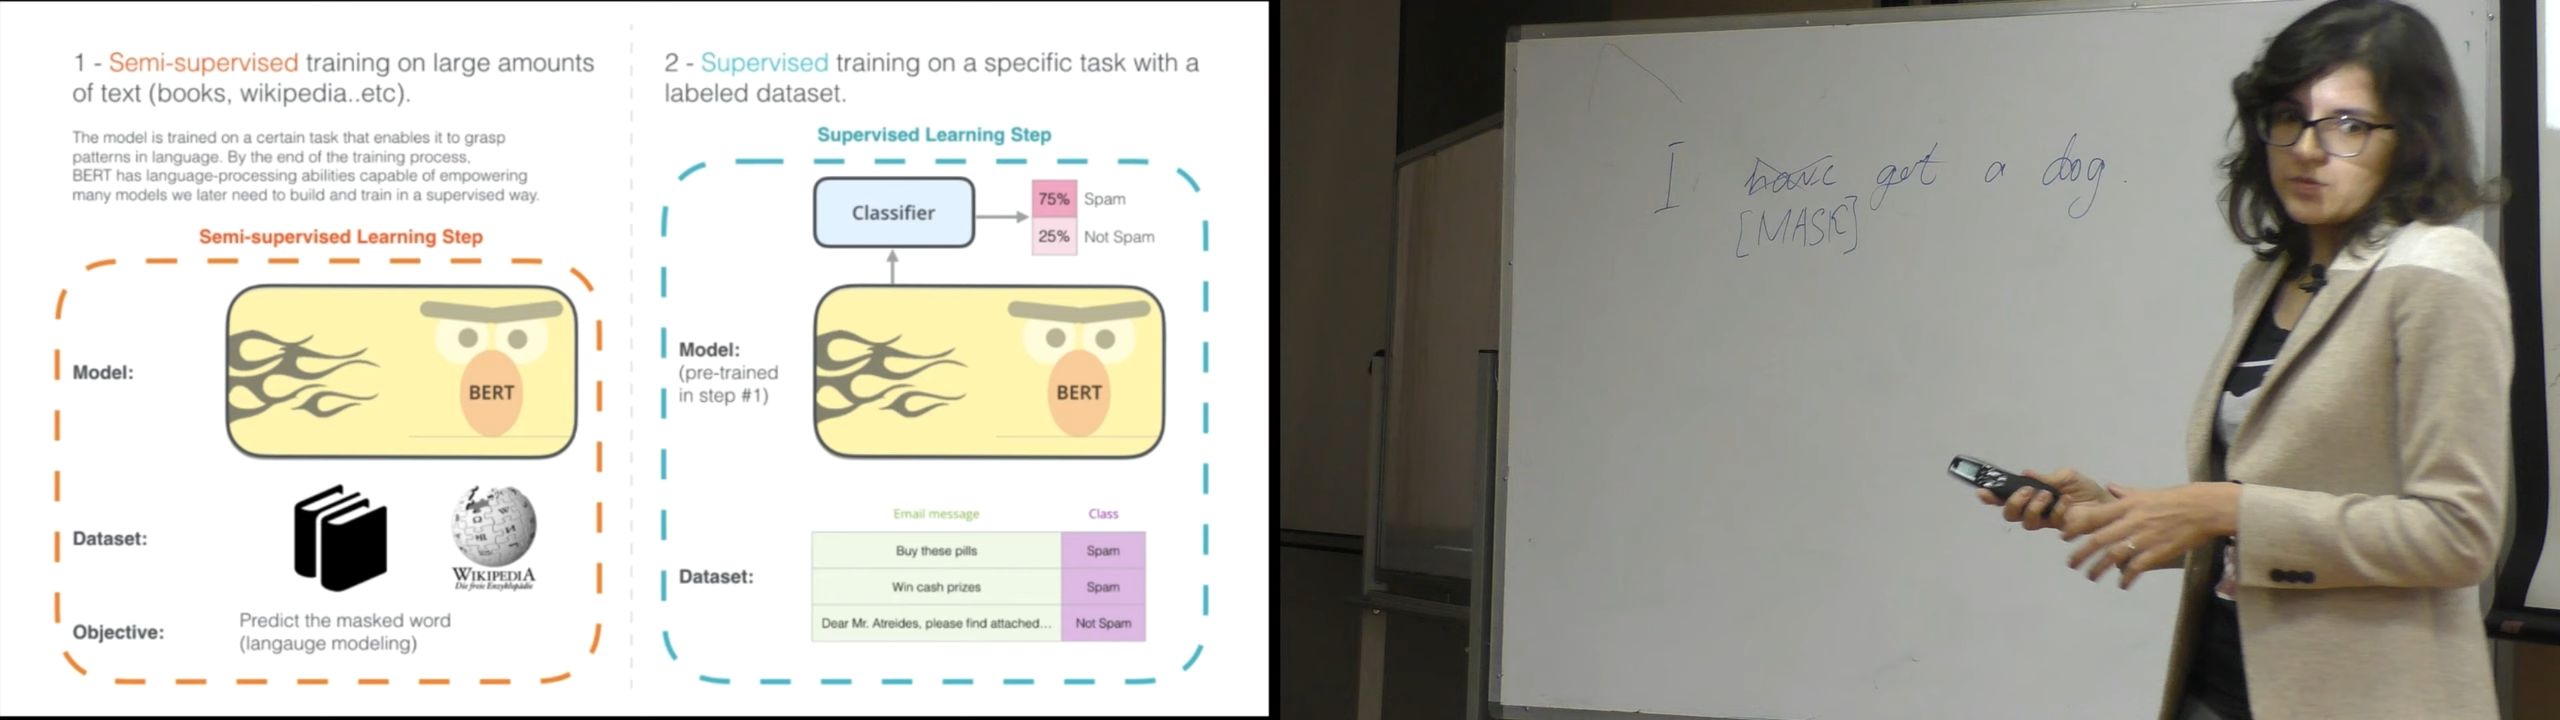 1 - Semi-supervised training on large amounts
of text (books, wikipedia..etc).
The model is trained on a certain task that enables it to grasp
patterns in language. By the end of the training process,
BERT has language-processing abilities capable of empowering
many models we later need to build and train in a supervised way.
Semi-supervised Learning Step
Model:
BERT
Dataset:
WIKIPEDIA
Die freie Enzyklopädie
Objective:
Predict the masked word
(langauge modeling)
2 - Supervised training on a specific task with a
labeled dataset.
Supervised Learning Step
Classifier
75% Spam
25% Not Spam
Model:
(pre-trained
in step #1)
BERT
Dataset:
Email message Class
Buy these pills Spam
Win cash prizes Spam
Dear Mr. Atreides, please find attached... Not Spam
I have got a dog.
[MASK]